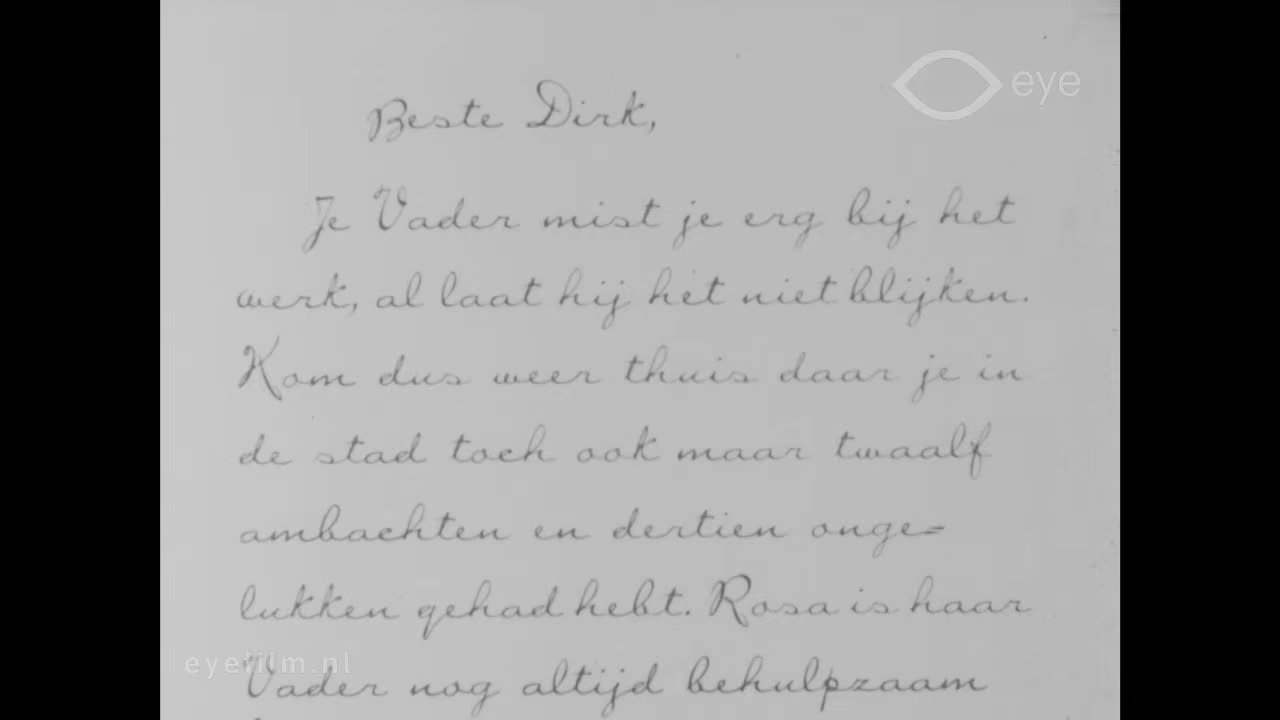 eye
Beste Dirk,
Je Vader mist je erg bij het
werk, al laat hij het niet blijken.
Kom dus weer thuis daar je in
de stad toch ook maar twaalf
ambachten en dertien onge=
lukken gehad hebt. Rosa is haar
eyefilm.nl
Vader nog altijd behulpzaam